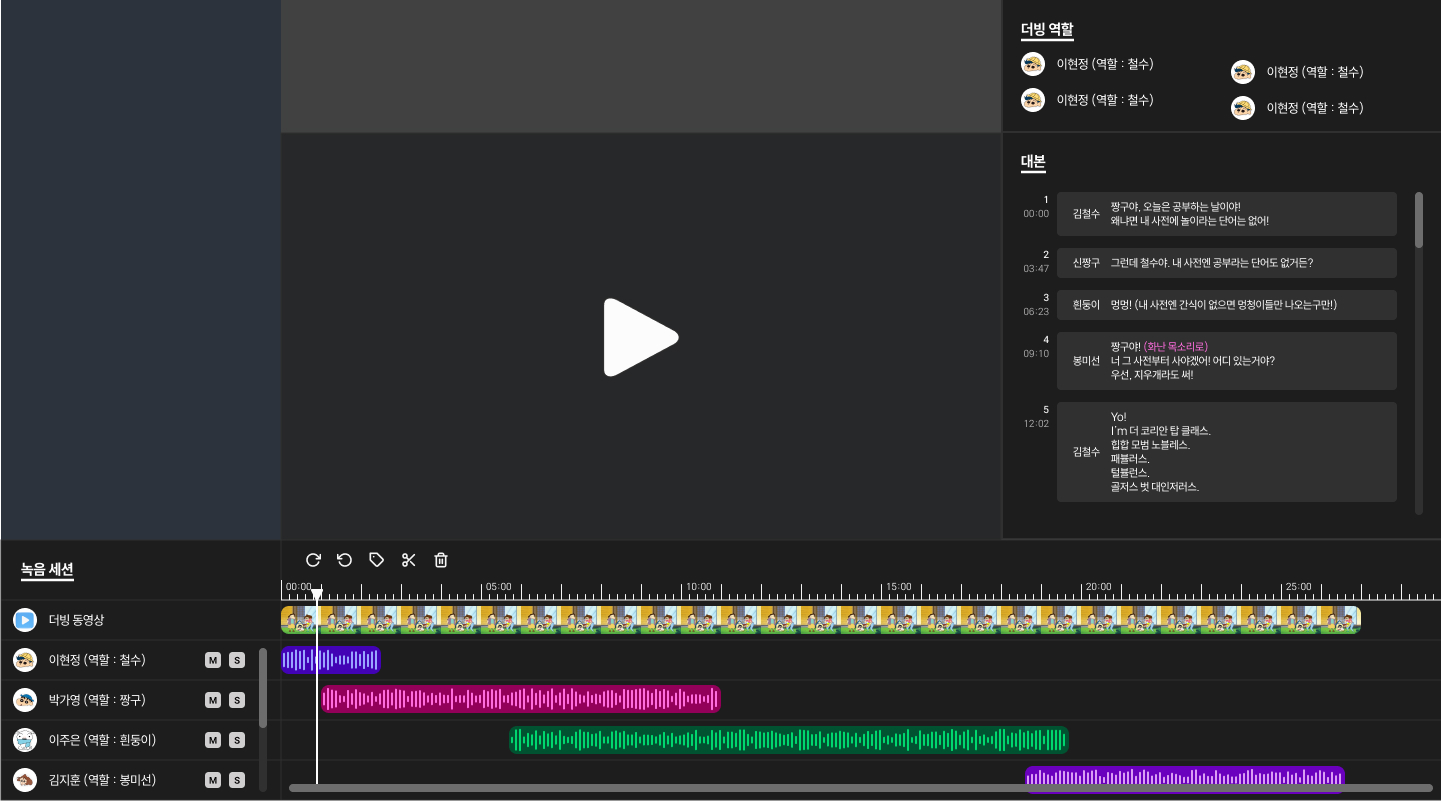 더빙 역할
이현정 (역할 : 철수)
이현정 (역할 : 철수)
이현정 (역할 : 철수)
이현정 (역할 : 철수)
대본
1
00:00
김철수
짱구야, 오늘은 공부하는 날이야!
왜냐면 내 사전에 놀이라는 단어는 없어!
2
03:47
신짱구
그런데 철수야. 내 사전엔 공부라는 단어도 없거든?
3
06:23
흰둥이
멍멍! (내 사전엔 간식이 없으면 멍청이들만 나오는구만!)
4
09:10
봉미선
짱구야! (화난 목소리로)
너 그 사전부터 사야겠어! 어디 있는거야?
우선, 지우개라도 써!
5
12:02
김철수
Yo!
I'm 더 코리안 탑 클래스.
힙합 모범 노블레스.
패뷸러스.
털뷸런스.
골저스 벗 대인저러스.
녹음 세션
00:00 05:00 10:00 15:00 20:00 25:00
더빙 동영상
이현정 (역할 : 철수) M S
박가영 (역할 : 짱구) M S
이주은 (역할 : 흰둥이) M S
김지훈 (역할 : 봉미선) M S